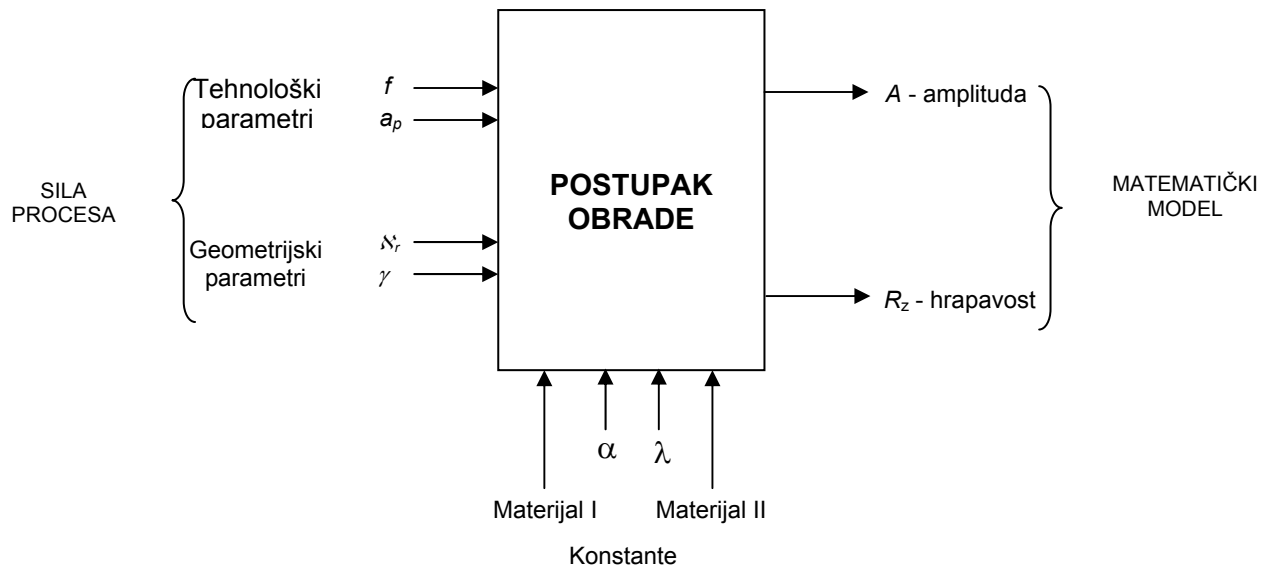 SILA
PROCESA
Tehnološki
parametri
f
a_p
Geometrijski
parametri
ℵ_r
γ
POSTUPAK
OBRADE
A - amplituda
R_z - hrapavost
MATEMATIČKI
MODEL
α λ
Materijal I Materijal II
Konstante